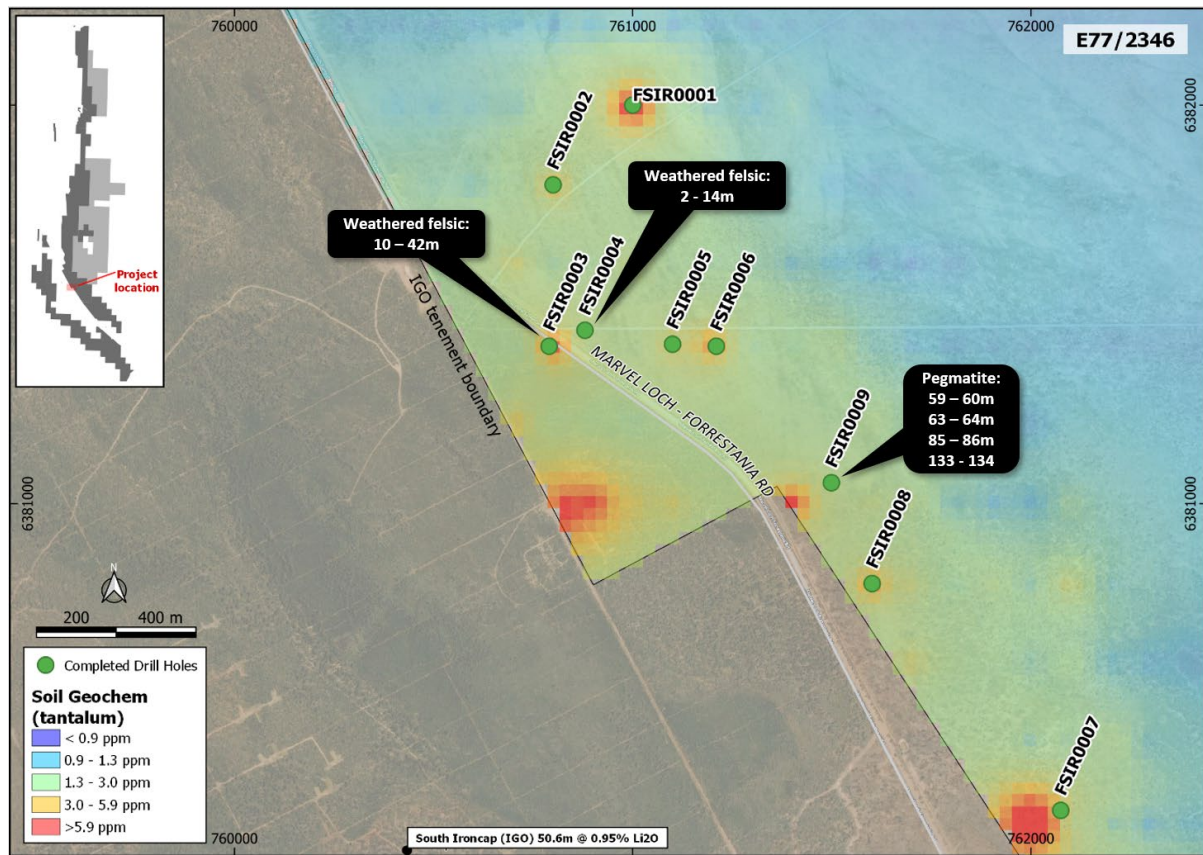 760000
761000
762000
E77/2346
6382000
6382000
FSIR0001
FSIR0002
Weathered felsic:
2 - 14m
Weathered felsic:
10 – 42m
Project
location
FSIR0003
FSIR0004
FSIR0005
FSIR0006
IGO tenement boundary
MARVEL LOCH - FORRESTANIA RD
Pegmatite:
59 – 60m
63 – 64m
85 – 86m
133 - 134
FSIR0009
6381000
6381000
FSIR0008
N
200 400 m
FSIR0007
Completed Drill Holes
Soil Geochem
(tantalum)
< 0.9 ppm
0.9 - 1.3 ppm
1.3 - 3.0 ppm
3.0 - 5.9 ppm
>5.9 ppm
760000
South Ironcap (IGO) 50.6m @ 0.95% Li2O
762000